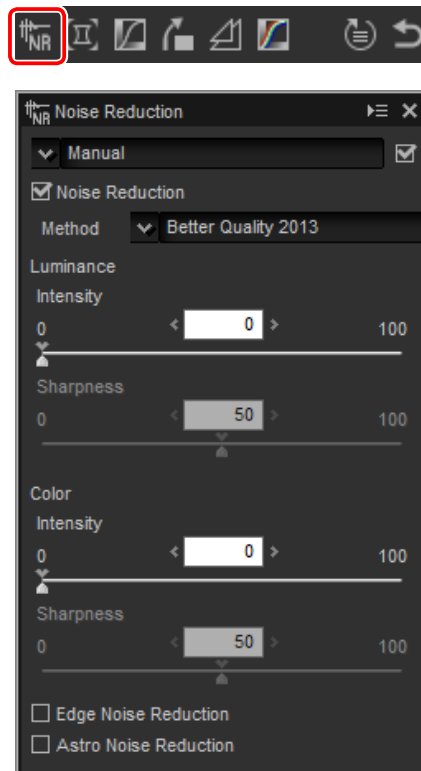 NR
NR Noise Reduction
Manual
Noise Reduction
Method Better Quality 2013
Luminance
Intensity
0 0 100
Sharpness
0 50 100
Color
Intensity
0 0 100
Sharpness
0 50 100
Edge Noise Reduction
Astro Noise Reduction